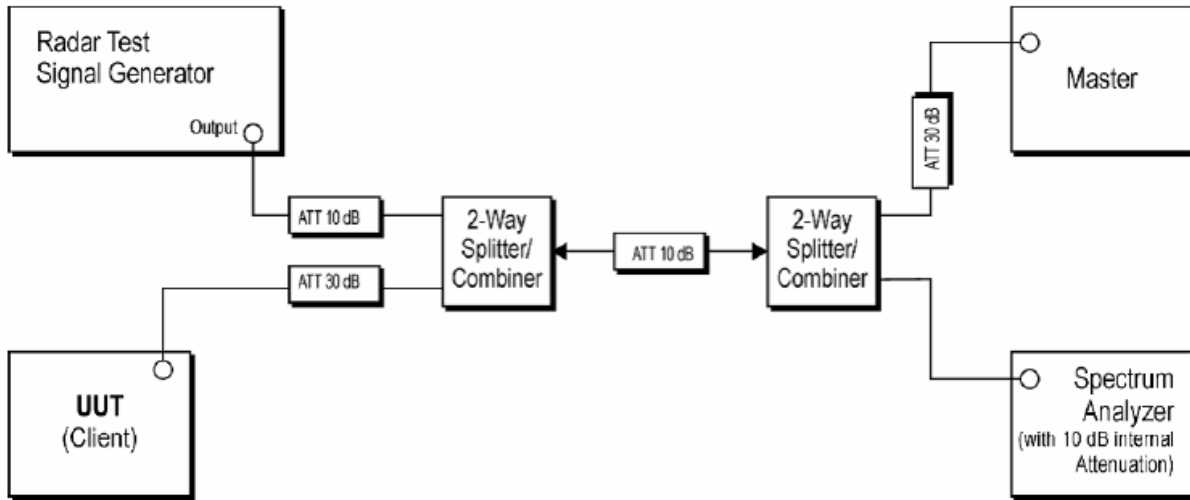 Radar Test
Signal Generator
Output
ATT 10 dB
2-Way
Splitter/
Combiner
ATT 30 dB
UUT
(Client)
ATT 10 dB
2-Way
Splitter/
Combiner
ATT 30 dB
Master
Spectrum
Analyzer
(with 10 dB internal
Attenuation)